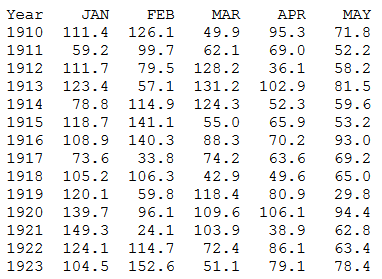 Year JAN FEB MAR APR MAY
1910 111.4 126.1 49.9 95.3 71.8
1911 59.2 99.7 62.1 69.0 52.2
1912 111.7 79.5 128.2 36.1 58.2
1913 123.4 57.1 131.2 102.9 81.5
1914 78.8 114.9 124.3 52.3 59.6
1915 118.7 141.1 55.0 65.9 53.2
1916 108.9 140.3 88.3 70.2 93.0
1917 73.6 33.8 74.2 63.6 69.2
1918 105.2 106.3 42.9 49.6 65.0
1919 120.1 59.8 118.4 80.9 29.8
1920 139.7 96.1 109.6 106.1 94.4
1921 149.3 24.1 103.9 38.9 62.8
1922 124.1 114.7 72.4 86.1 63.4
1923 104.5 152.6 51.1 79.1 78.4